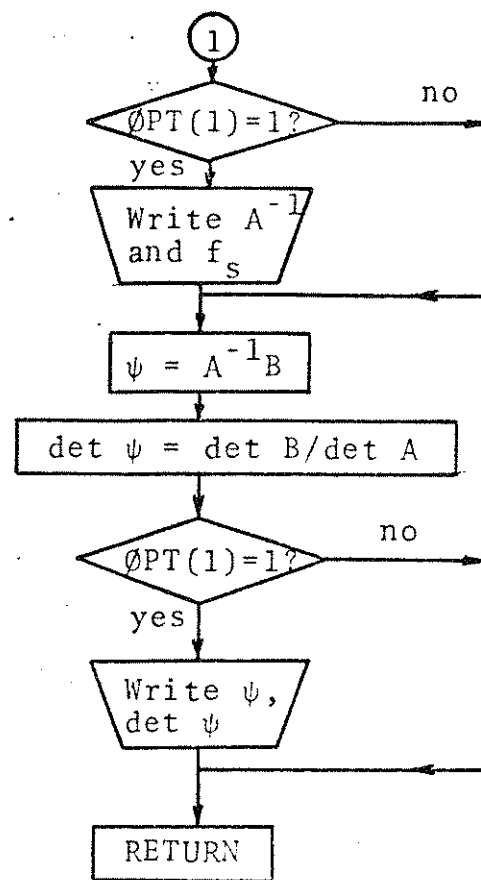 1
ØPT(1)=1?
no
yes
Write A⁻¹
and fₛ
ψ = A⁻¹B
det ψ = det B/det A
ØPT(1)=1?
no
yes
Write ψ,
det ψ
RETURN